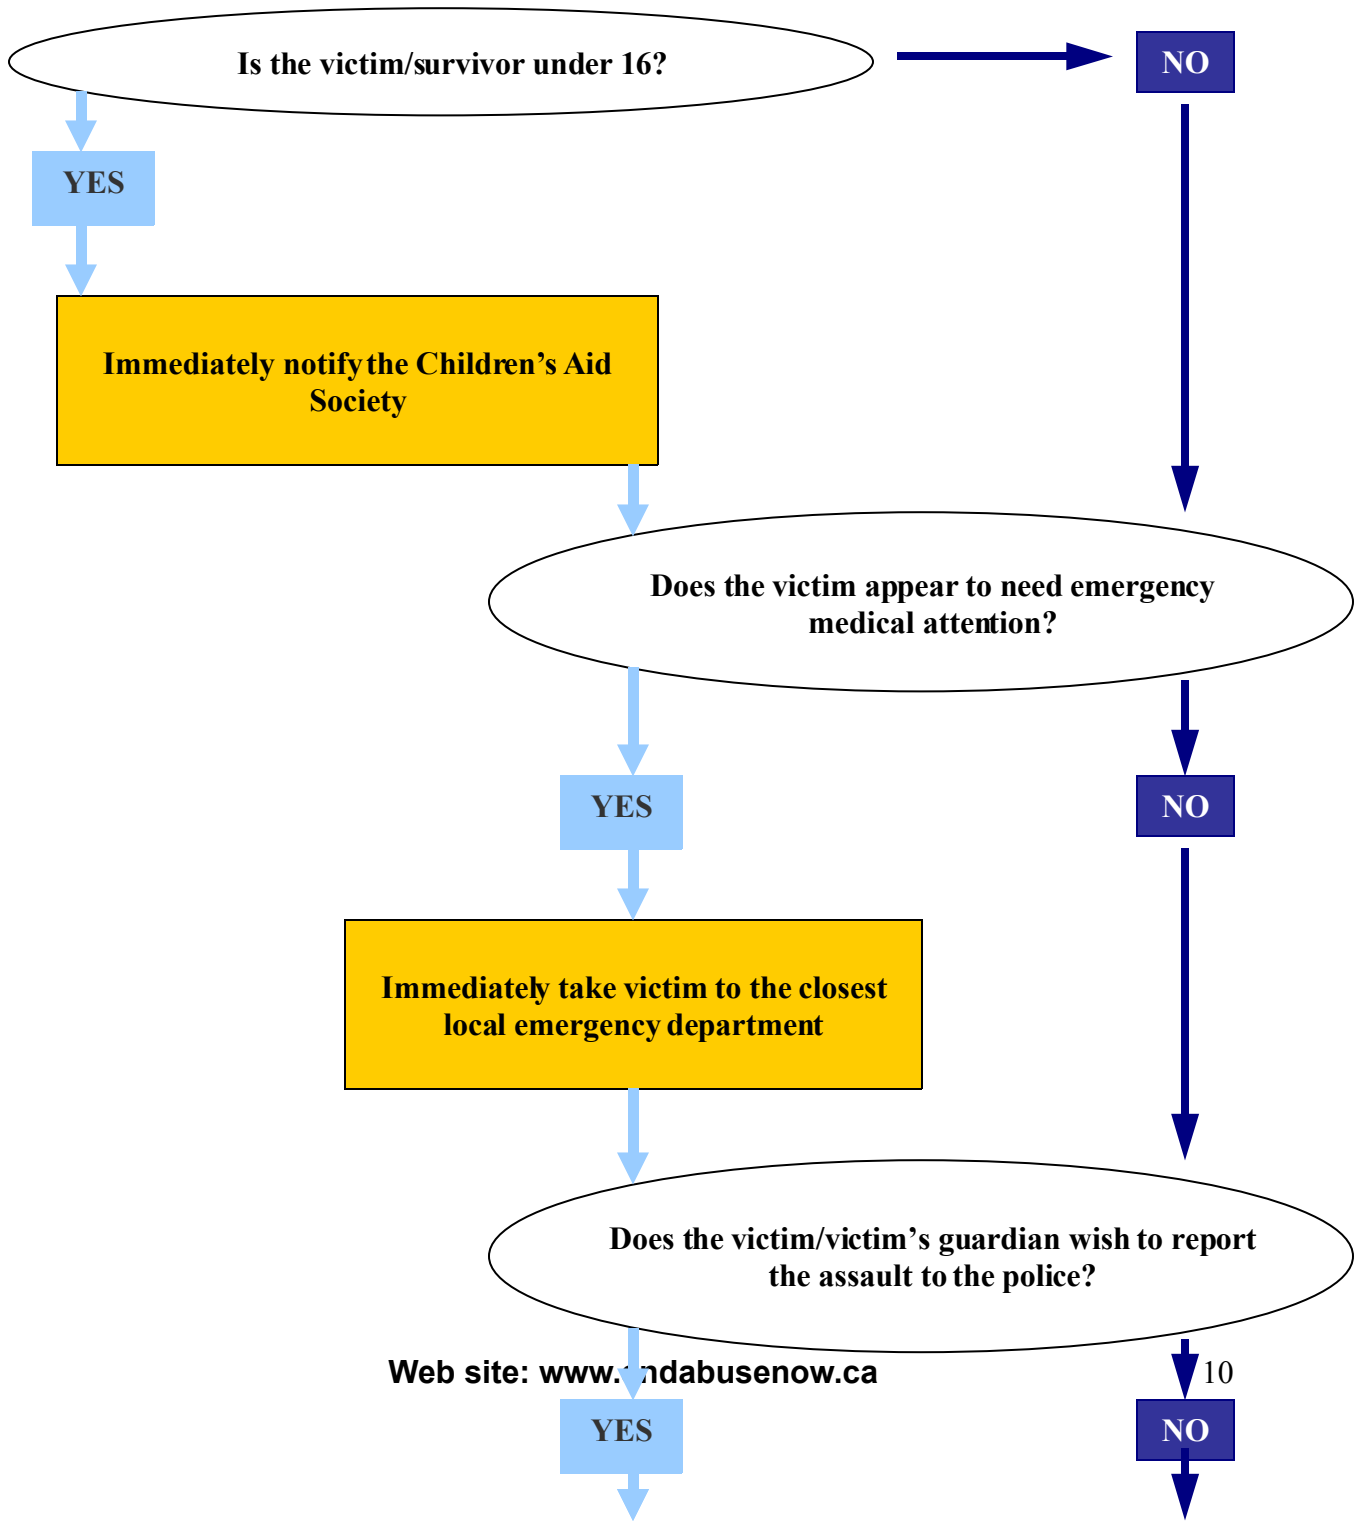 Is the victim/survivor under 16?
NO
YES
Immediately notify the Children’s Aid
Society
Does the victim appear to need emergency
medical attention?
YES
NO
Immediately take victim to the closest
local emergency department
Does the victim/victim’s guardian wish to report
the assault to the police?
Web site: www.endabusenow.ca
10
YES
NO